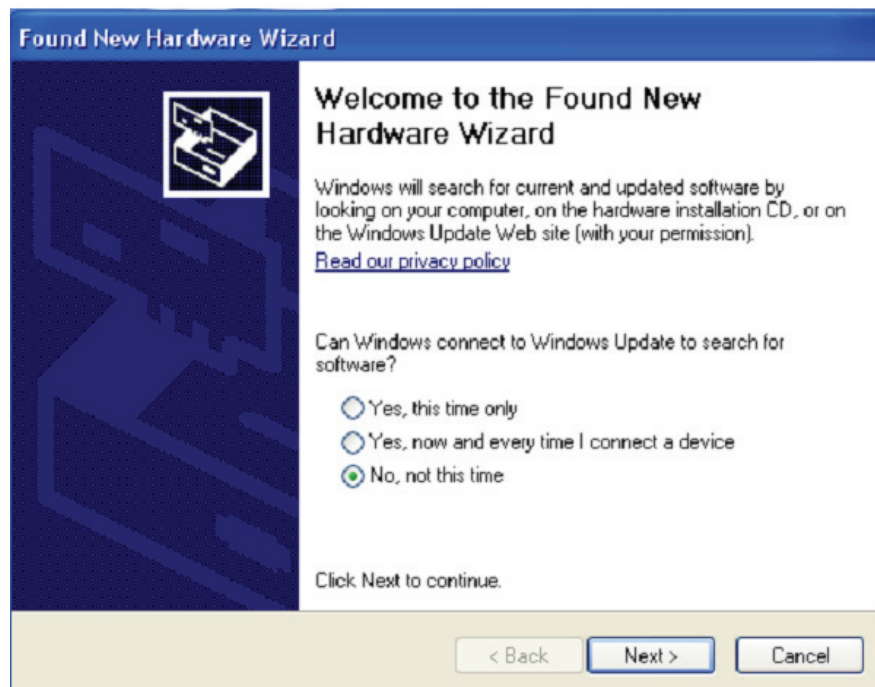 Found New Hardware Wizard
Welcome to the Found New
Hardware Wizard
Windows will search for current and updated software by
looking on your computer, on the hardware installation CD, or on
the Windows Update Web site (with your permission).
Read our privacy policy
Can Windows connect to Windows Update to search for
software?
Yes, this time only
Yes, now and every time I connect a device
No, not this time
Click Next to continue.
< Back Next > Cancel